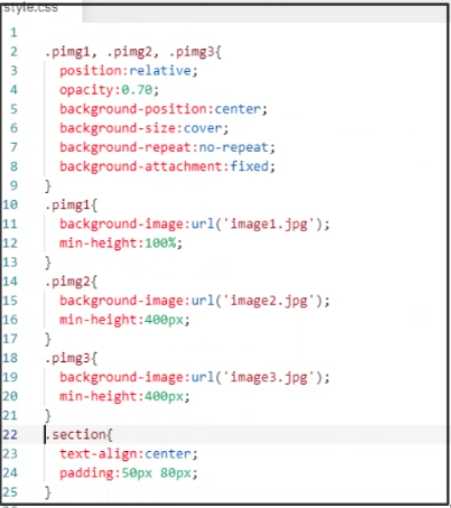 style.css
1
2 .pimg1, .pimg2, .pimg3{
3 position:relative;
4 opacity:0.70;
5 background-position:center;
6 background-size:cover;
7 background-repeat:no-repeat;
8 background-attachment:fixed;
9 }
10 .pimg1{
11 background-image:url('image1.jpg');
12 min-height:100%;
13 }
14 .pimg2{
15 background-image:url('image2.jpg');
16 min-height:400px;
17 }
18 .pimg3{
19 background-image:url('image3.jpg');
20 min-height:400px;
21 }
22 .section{
23 text-align:center;
24 padding:50px 80px;
25 }